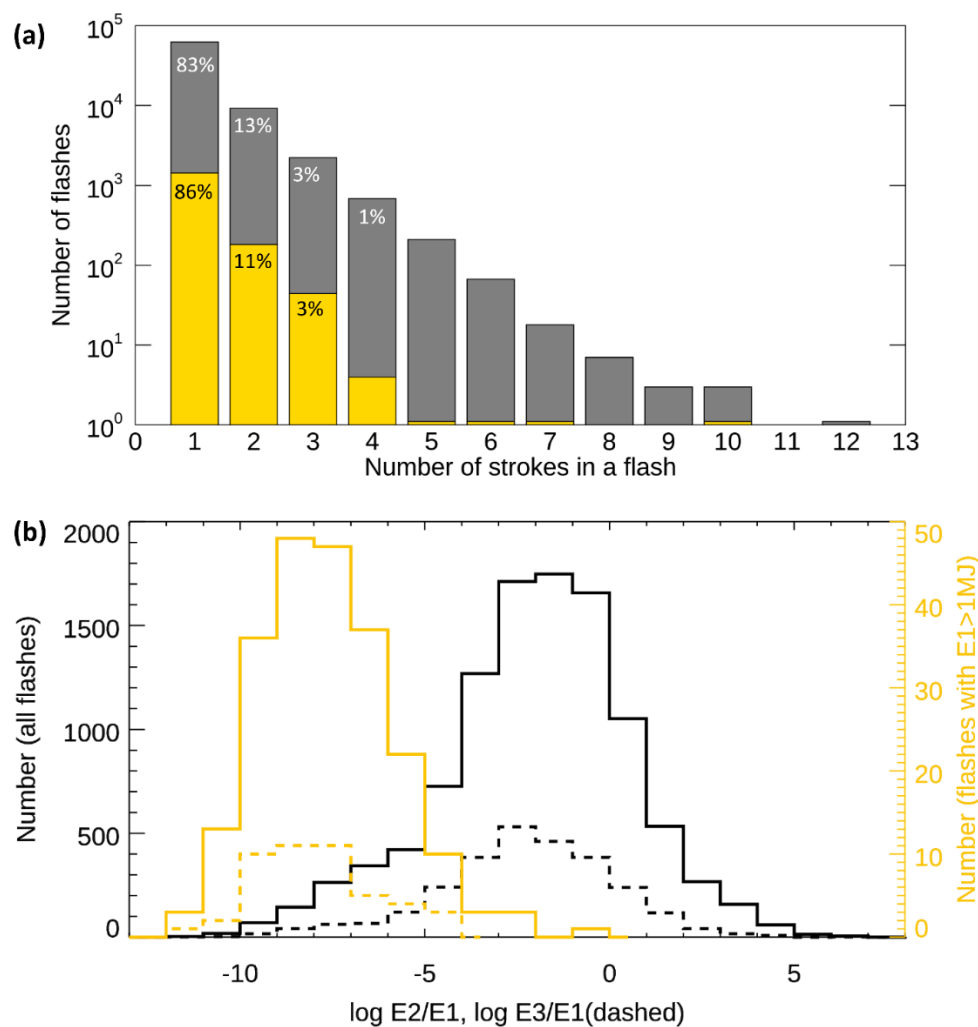 (a)
10^5
10^4
10^3
10^2
10^1
10^0
Number of flashes
83%
13%
3%
1%
86%
11%
3%
0 1 2 3 4 5 6 7 8 9 10 11 12 13
Number of strokes in a flash
(b)
2000
1500
1000
500
0
Number (all flashes)
50
40
30
20
10
0
Number (flashes with E1>1MJ)
-10 -5 0 5
log E2/E1, log E3/E1(dashed)